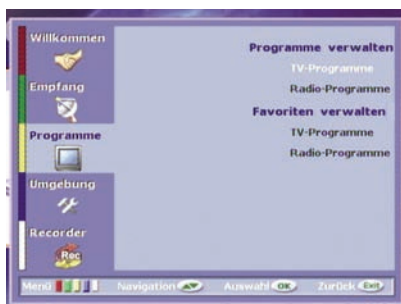 Willkommen
Empfang
Programme
Umgebung
Recorder
Rec
Programme verwalten
TV-Programme
Radio-Programme
Favoriten verwalten
TV-Programme
Radio-Programme
Menü Navigation Auswahl OK Zurück Exit